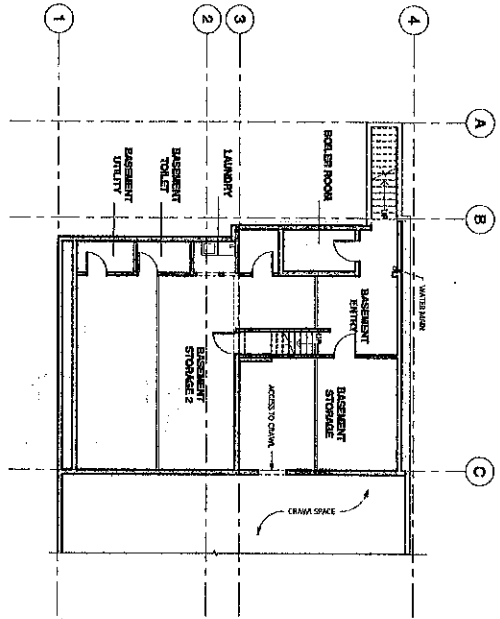 1
2
3
4
A
B
C
BOILER ROOM
LAUNDRY
BASEMENT
TOILET
BASEMENT
UTILITY
WATER MAIN
BASEMENT
ENTRY
UP
UP
BASEMENT
STORAGE
BASEMENT
STORAGE 2
ACCESS TO CRAWL
CRAWL SPACE